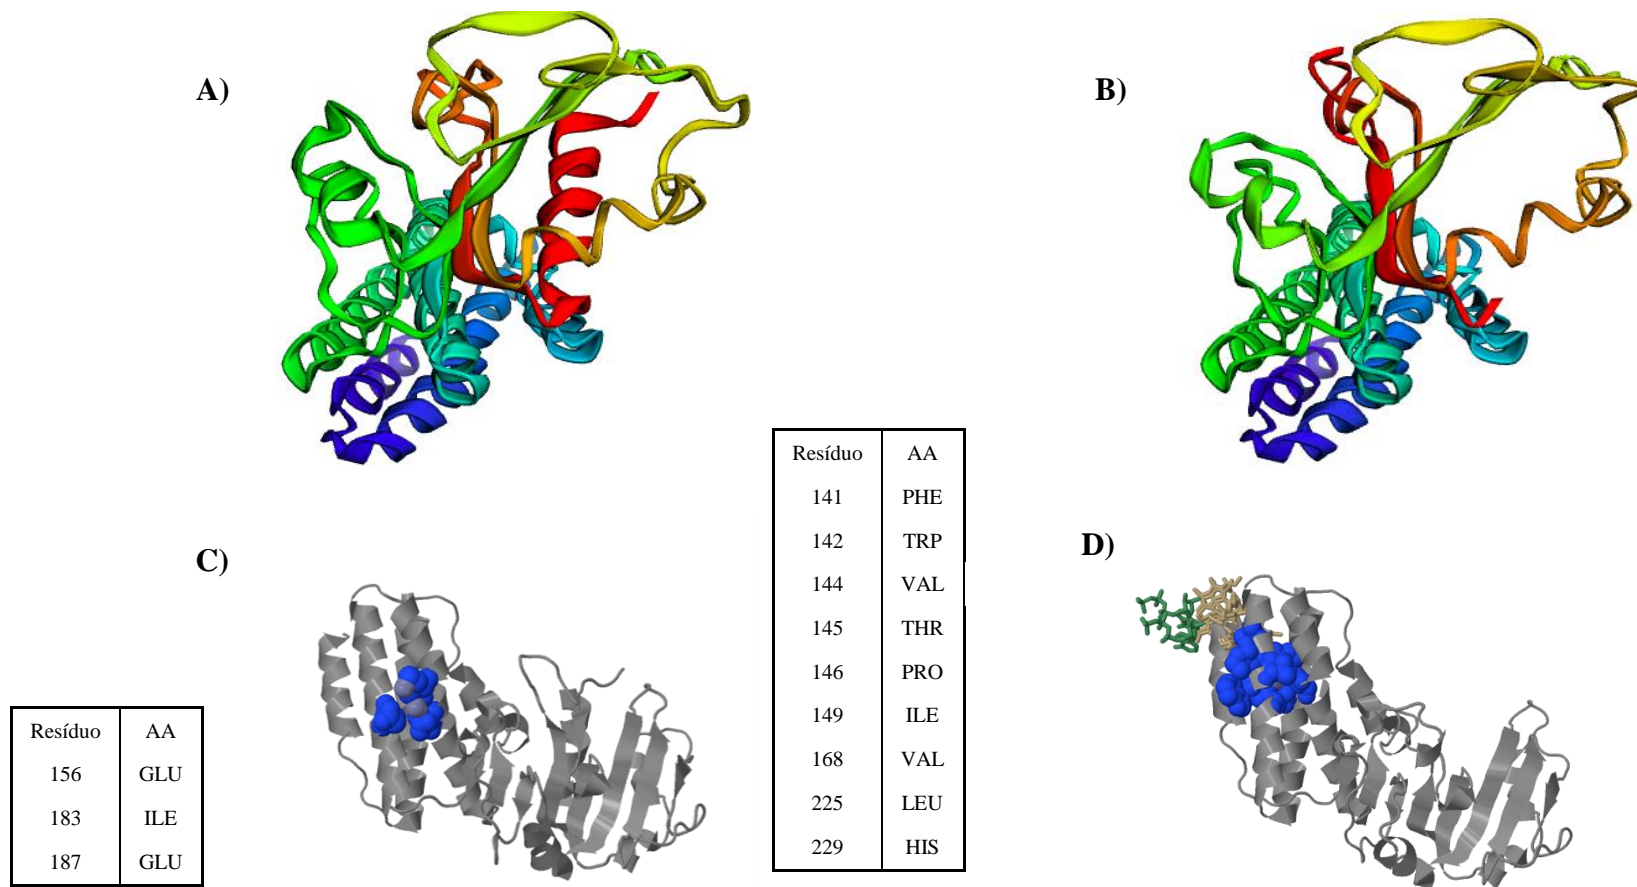 A)
B)
C)
D)
Resíduo AA
156 GLU
183 ILE
187 GLU
Resíduo AA
141 PHE
142 TRP
144 VAL
145 THR
146 PRO
149 ILE
168 VAL
225 LEU
229 HIS